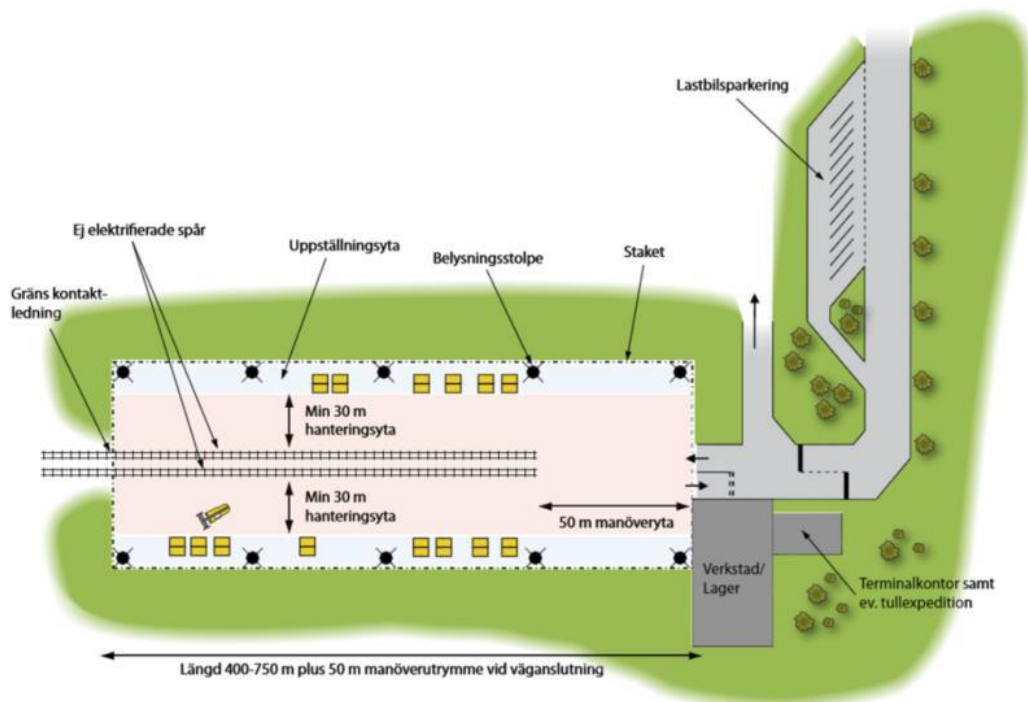 Lastbilsparkering
Ej elektrifierade spår
Uppställningsyta
Belysningsstolpe
Staket
Gräns kontakt-
ledning
Min 30 m
hanteringsyta
Min 30 m
hanteringsyta
50 m manöveryta
Verkstad/
Lager
Terminalkontor samt
ev. tullexpedition
Längd 400-750 m plus 50 m manöverutrymme vid väganslutning